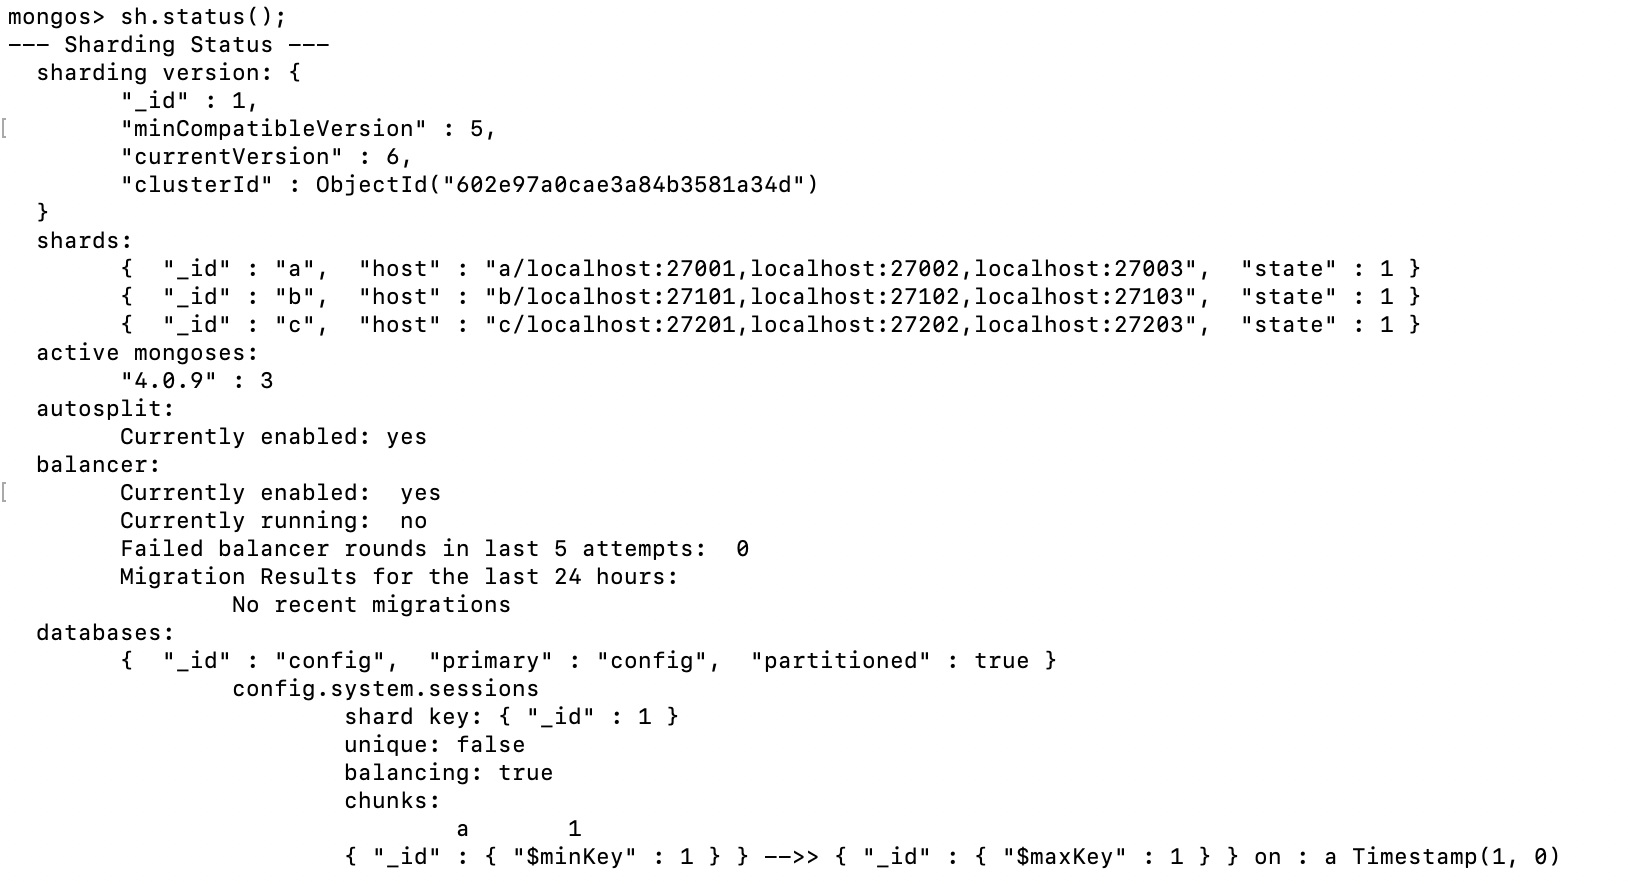 mongos> sh.status();
--- Sharding Status ---
  sharding version: {
        "_id" : 1,
[       "minCompatibleVersion" : 5,
        "currentVersion" : 6,
        "clusterId" : ObjectId("602e97a0cae3a84b3581a34d")
  }
  shards:
        {  "_id" : "a",  "host" : "a/localhost:27001,localhost:27002,localhost:27003",  "state" : 1 }
        {  "_id" : "b",  "host" : "b/localhost:27101,localhost:27102,localhost:27103",  "state" : 1 }
        {  "_id" : "c",  "host" : "c/localhost:27201,localhost:27202,localhost:27203",  "state" : 1 }
  active mongoses:
        "4.0.9" : 3
  autosplit:
        Currently enabled: yes
  balancer:
[       Currently enabled:  yes
        Currently running:  no
        Failed balancer rounds in last 5 attempts:  0
        Migration Results for the last 24 hours:
                No recent migrations
  databases:
        {  "_id" : "config",  "primary" : "config",  "partitioned" : true }
                config.system.sessions
                        shard key: { "_id" : 1 }
                        unique: false
                        balancing: true
                        chunks:
                                a       1
                        { "_id" : { "$minKey" : 1 } } -->> { "_id" : { "$maxKey" : 1 } } on : a Timestamp(1, 0)